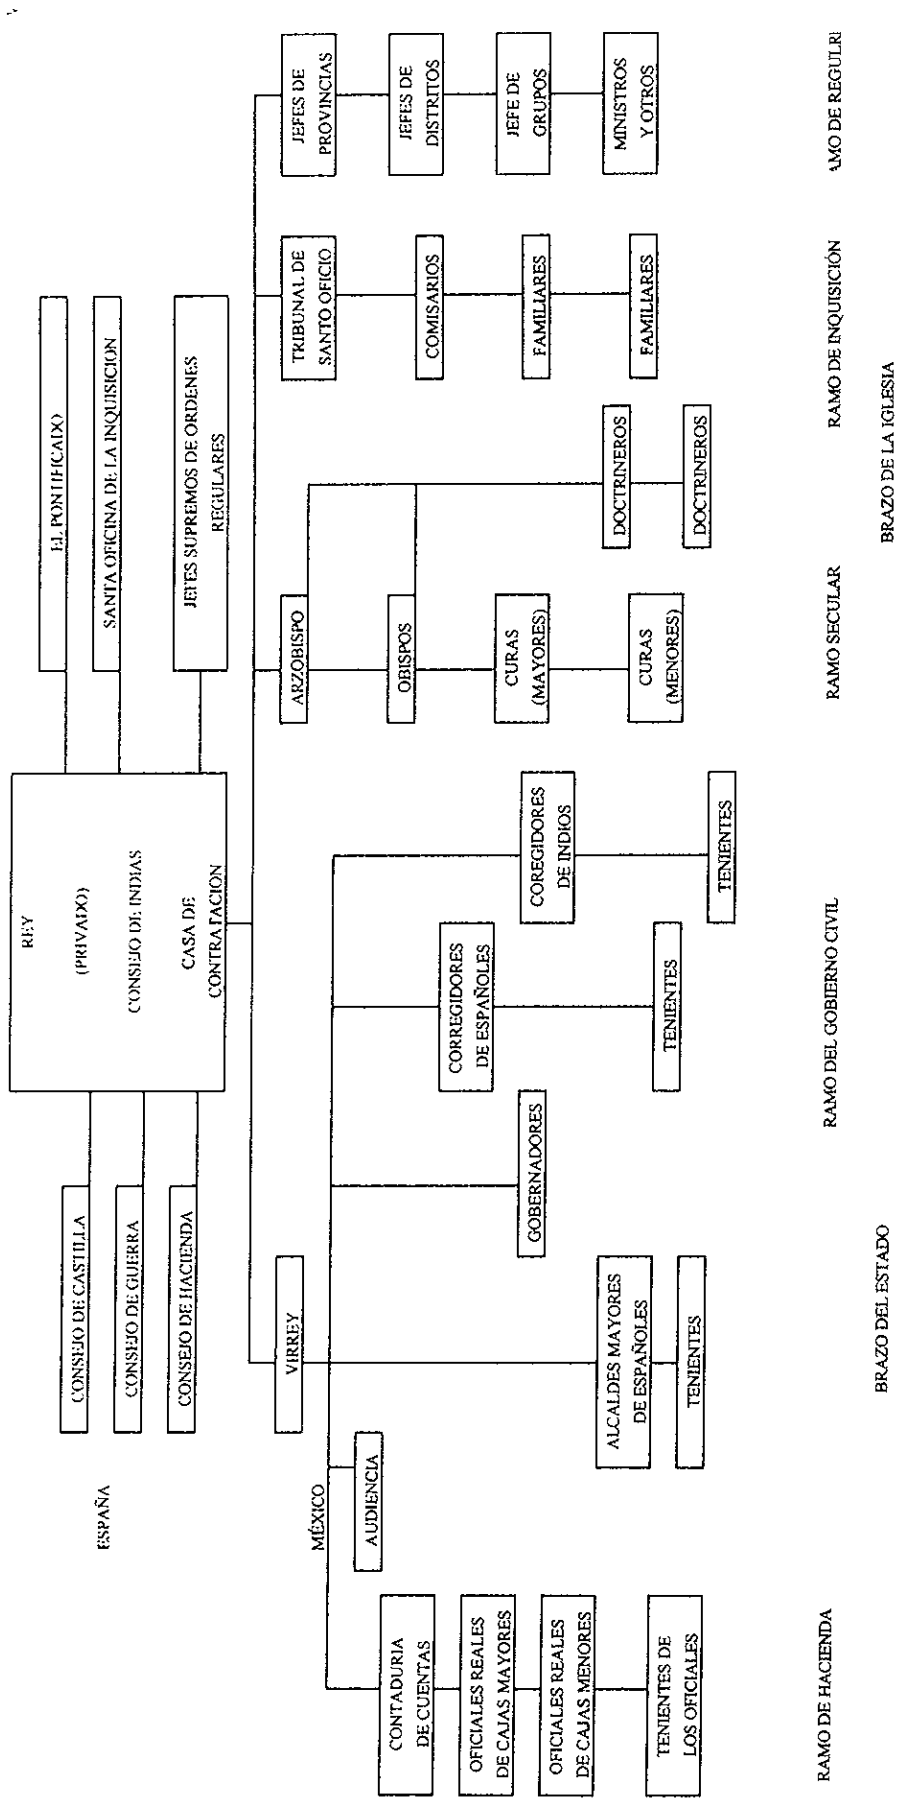 ESPAÑA
CONSEJO DE CASTILLA
CONSEJO DE GUERRA
CONSEJO DE HACIENDA
REY
(PRIVADO)
CONSEJO DE INDIAS
CASA DE
CONTRATACION
EL PONTIFICADO
SANTA OFICINA DE LA INQUISICION
JEFES SUPREMOS DE ORDENES
REGULARES
MÉXICO
VIRREY
AUDIENCIA
CONTADURIA
DE CUENTAS
OFICIALES REALES
DE CAJAS MAYORES
OFICIALES REALES
DE CAJAS MENORES
TENIENTES DE
LOS OFICIALES
ALCALDES MAYORES
DE ESPAÑOLES
TENIENTES
GOBERNADORES
CORREGIDORES
DE ESPAÑOLES
TENIENTES
COREGIDORES
DE INDIOS
TENIENTES
ARZOBISPO
OBISPOS
CURAS
(MAYORES)
CURAS
(MENORES)
DOCTRINEROS
DOCTRINEROS
TRIBUNAL DE
SANTO OFICIO
COMISARIOS
FAMILIARES
FAMILIARES
JEFES DE
PROVINCIAS
JEFES DE
DISTRITOS
JEFE DE
GRUPOS
MINISTROS
Y OTROS
RAMO DE HACIENDA
RAMO DEL GOBIERNO CIVIL
RAMO SECULAR
RAMO DE INQUISICIÓN
AMO DE REGULRE
BRAZO DEL ESTADO
BRAZO DE LA IGLESIA